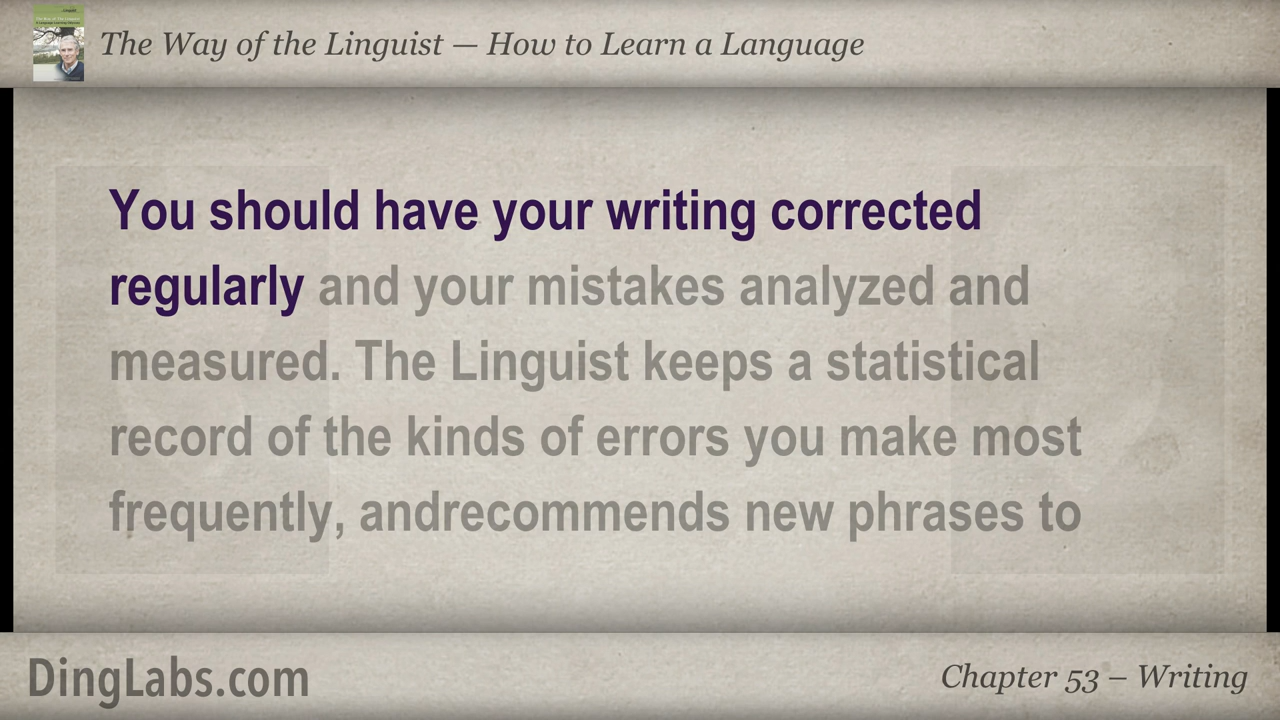 The Way of the Linguist — How to Learn a Language
You should have your writing corrected
regularly and your mistakes analyzed and
measured. The Linguist keeps a statistical
record of the kinds of errors you make most
frequently, andrecommends new phrases to
DingLabs.com
Chapter 53 – Writing